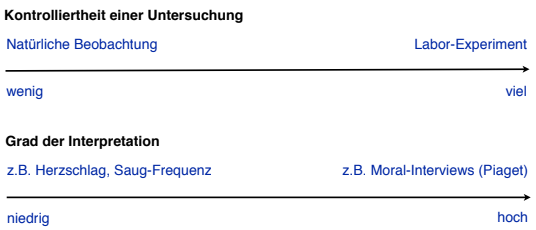 Kontrolliertheit einer Untersuchung
Natürliche Beobachtung Labor-Experiment
wenig viel
Grad der Interpretation
z.B. Herzschlag, Saug-Frequenz z.B. Moral-Interviews (Piaget)
niedrig hoch